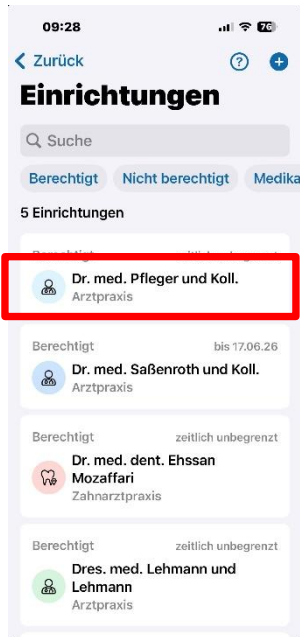 09:28
76
Zurück
Einrichtungen
Suche
Berechtigt Nicht berechtigt Medika
5 Einrichtungen
Dr. med. Pfleger und Koll.
Arztpraxis
Berechtigt bis 17.06.26
Dr. med. Saßenroth und Koll.
Arztpraxis
Berechtigt zeitlich unbegrenzt
Dr. med. dent. Ehssan
Mozaffari
Zahnarztpraxis
Berechtigt zeitlich unbegrenzt
Dres. med. Lehmann und
Lehmann
Arztpraxis